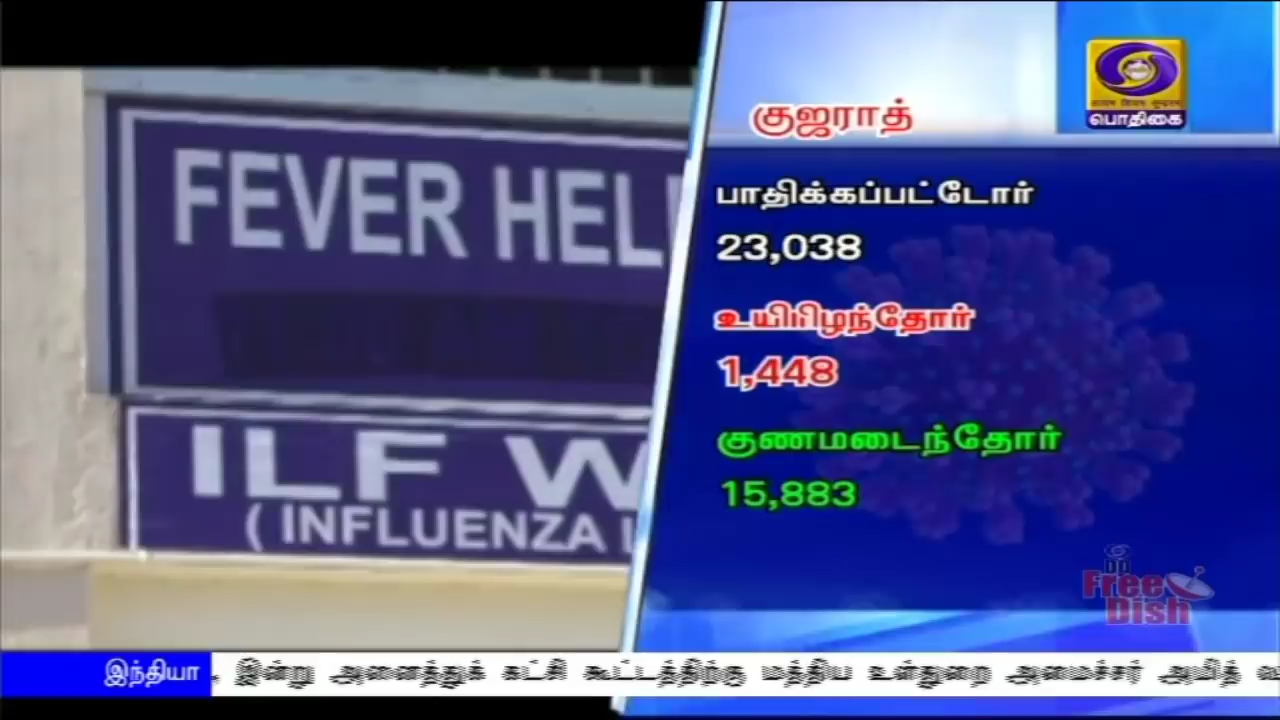 FEVER HEL
ILF W
( INFLUENZA L
குஜராத்
பொதிகை
பாதிக்கப்பட்டோர்
23,038
உயிரிழந்தோர்
1,448
குணமடைந்தோர்
15,883
DD
Free
Dish
இந்தியா
இன்று அனைத்துக் கட்சி கூட்டத்திற்கு மத்திய உள்துறை அமைச்சர் அமித்